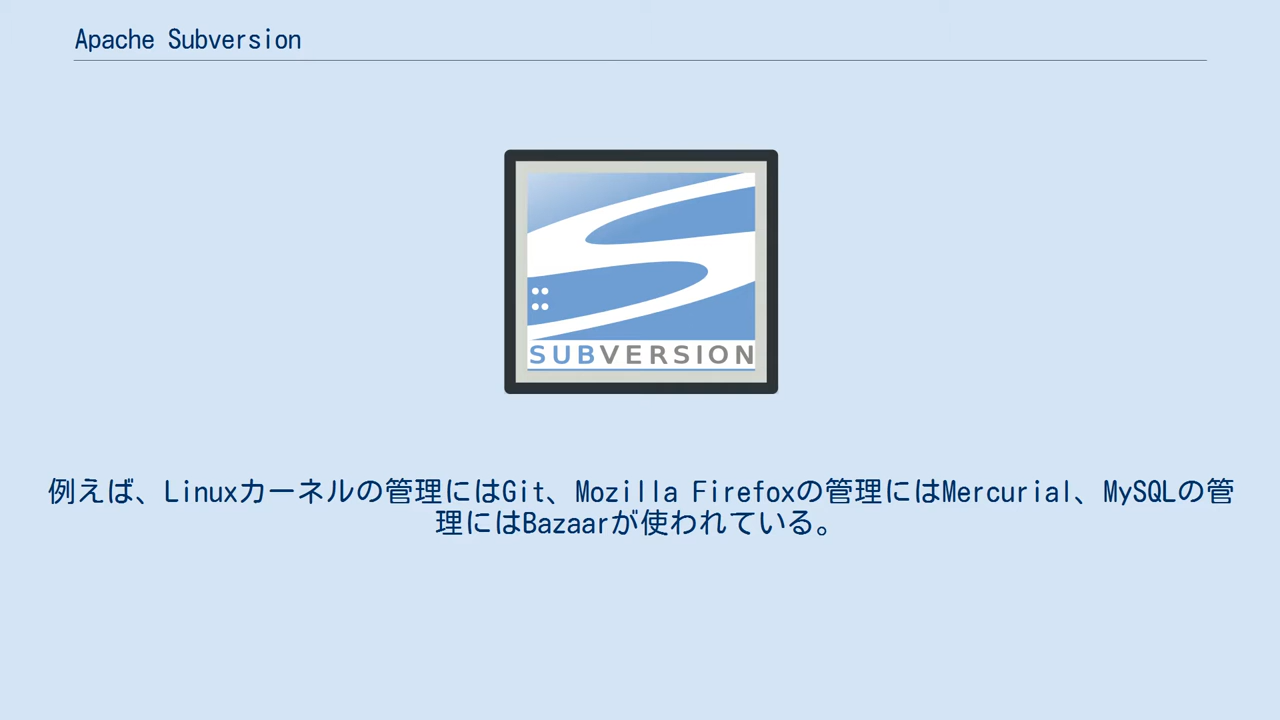 Apache Subversion
SUBVERSION
例えば、Linuxカーネルの管理にはGit、Mozilla Firefoxの管理にはMercurial、MySQLの管
理にはBazaarが使われている。